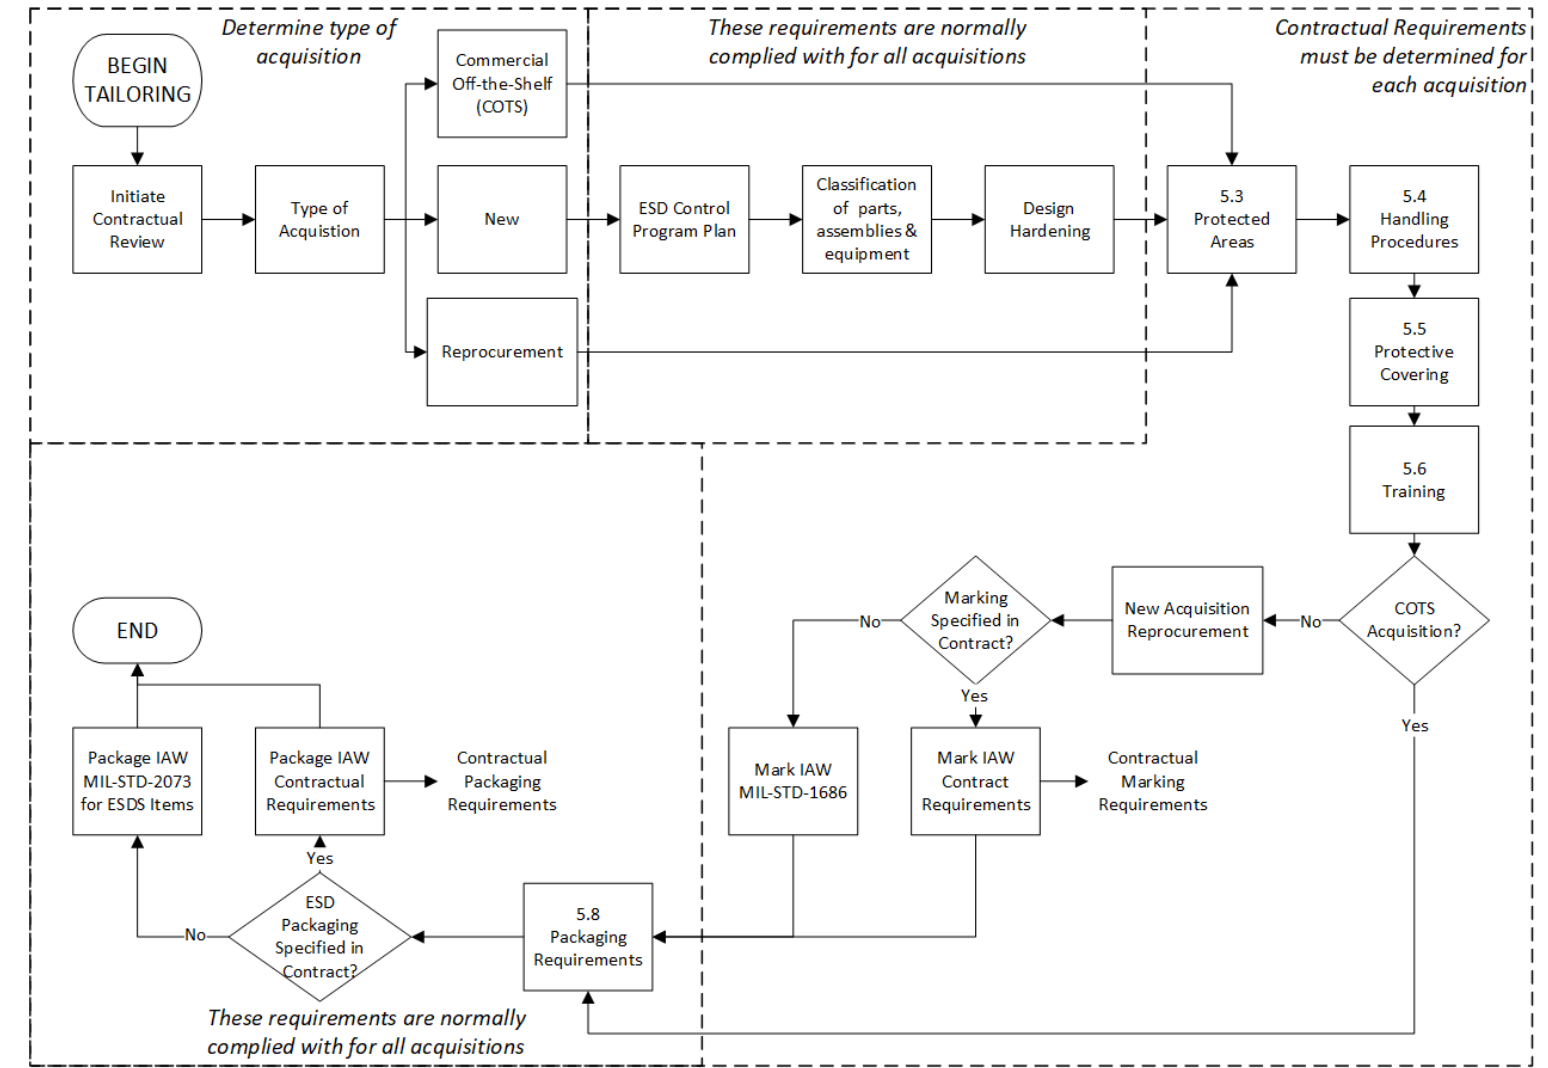 Determine type of
acquisition
These requirements are normally
complied with for all acquisitions
Contractual Requirements
must be determined for
each acquisition
BEGIN
TAILORING
Commercial
Off-the-Shelf
(COTS)
Initiate
Contractual
Review
Type of
Acquistion
New
ESD Control
Program Plan
Classification
of parts,
assemblies &
equipment
Design
Hardening
5.3
Protected
Areas
5.4
Handling
Procedures
Reprocurement
5.5
Protective
Covering
5.6
Training
COTS
Acquisition?
No
New Acquisition
Reprocurement
Marking
Specified in
Contract?
No
Yes
Yes
END
Package IAW
MIL-STD-2073
for ESDS Items
Package IAW
Contractual
Requirements
Contractual
Packaging
Requirements
Mark IAW
MIL-STD-1686
Mark IAW
Contract
Requirements
Contractual
Marking
Requirements
Yes
ESD
Packaging
Specified in
Contract?
No
5.8
Packaging
Requirements
These requirements are normally
complied with for all acquisitions